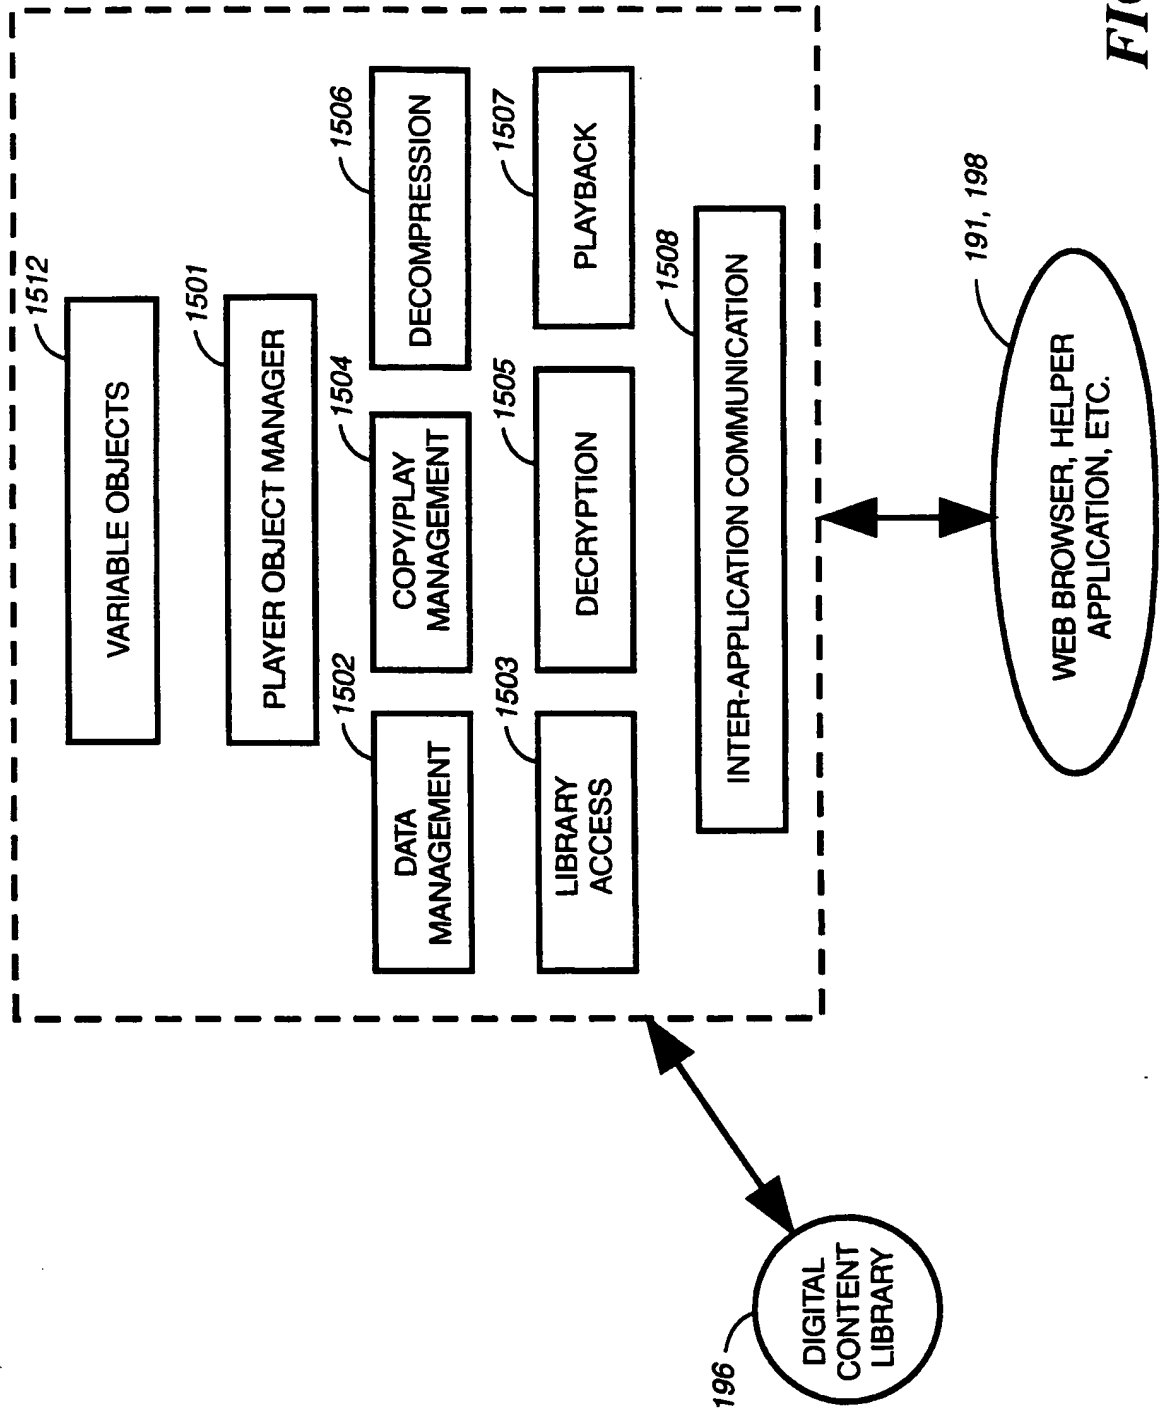 1512
VARIABLE OBJECTS
1501
PLAYER OBJECT MANAGER
1502
DATA
MANAGEMENT
1504
COPY/PLAY
MANAGEMENT
1506
DECOMPRESSION
1503
LIBRARY
ACCESS
1505
DECRYPTION
1507
PLAYBACK
1508
INTER-APPLICATION COMMUNICATION
196
DIGITAL
CONTENT
LIBRARY
191, 198
WEB BROWSER, HELPER
APPLICATION, ETC.